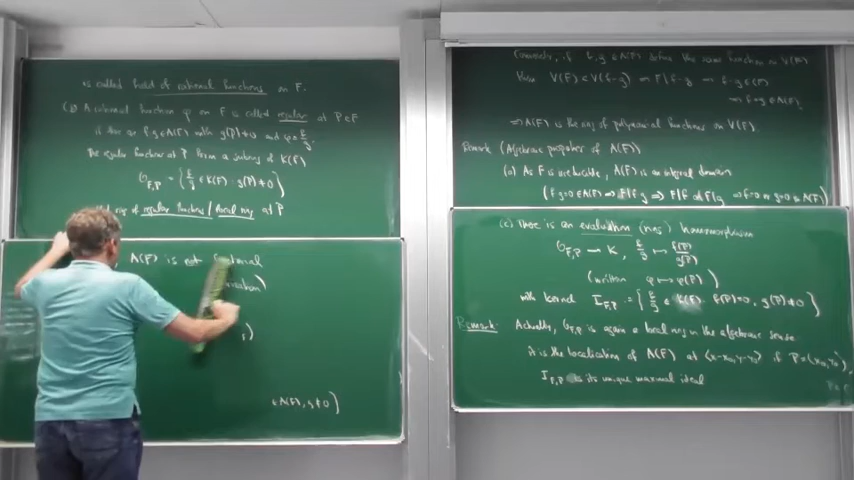 is called field of rational functions on F.
(b) A rational function φ on F is called regular at P∈F
if there are f,g∈A(F) with g(P)≠0 and φ=f/g.
The regular functions at P form a subring of K(F)
O_{F,P} = { f/g ∈ K(F) : g(P)≠0 }
ring of regular functions / local ring at P
A(F) is not factorial
∈ A(F), g≠0 }
Conversely, if f,g ∈ A(F) define the same function on V(F)
then V(F) ⊂ V(f-g) ⇒ F | f-g ⇒ f-g ∈ (F)
⇒ f=g ∈ A(F).
⇒ A(F) is the ring of polynomial functions on V(F).
Remark (Algebraic properties of A(F))
(a) As F is irreducible, A(F) is an integral domain
(f·g=0 ∈ A(F) ⇒ F|f·g ⇒ F|f or F|g ⇒ f=0 or g=0 in A(F))
(c) There is an evaluation (ring) homomorphism
O_{F,P} → K, f/g ↦ f(P)/g(P)
(written φ ↦ φ(P))
with kernel I_{F,P} := { f/g ∈ K(F) : f(P)=0, g(P)≠0 }
Remark: Actually, O_{F,P} is again a local ring in the algebraic sense
it is the localization of A(F) at ⟨x-x₀, y-y₀⟩ if P=(x₀,y₀),
I_{F,P} is its unique maximal ideal